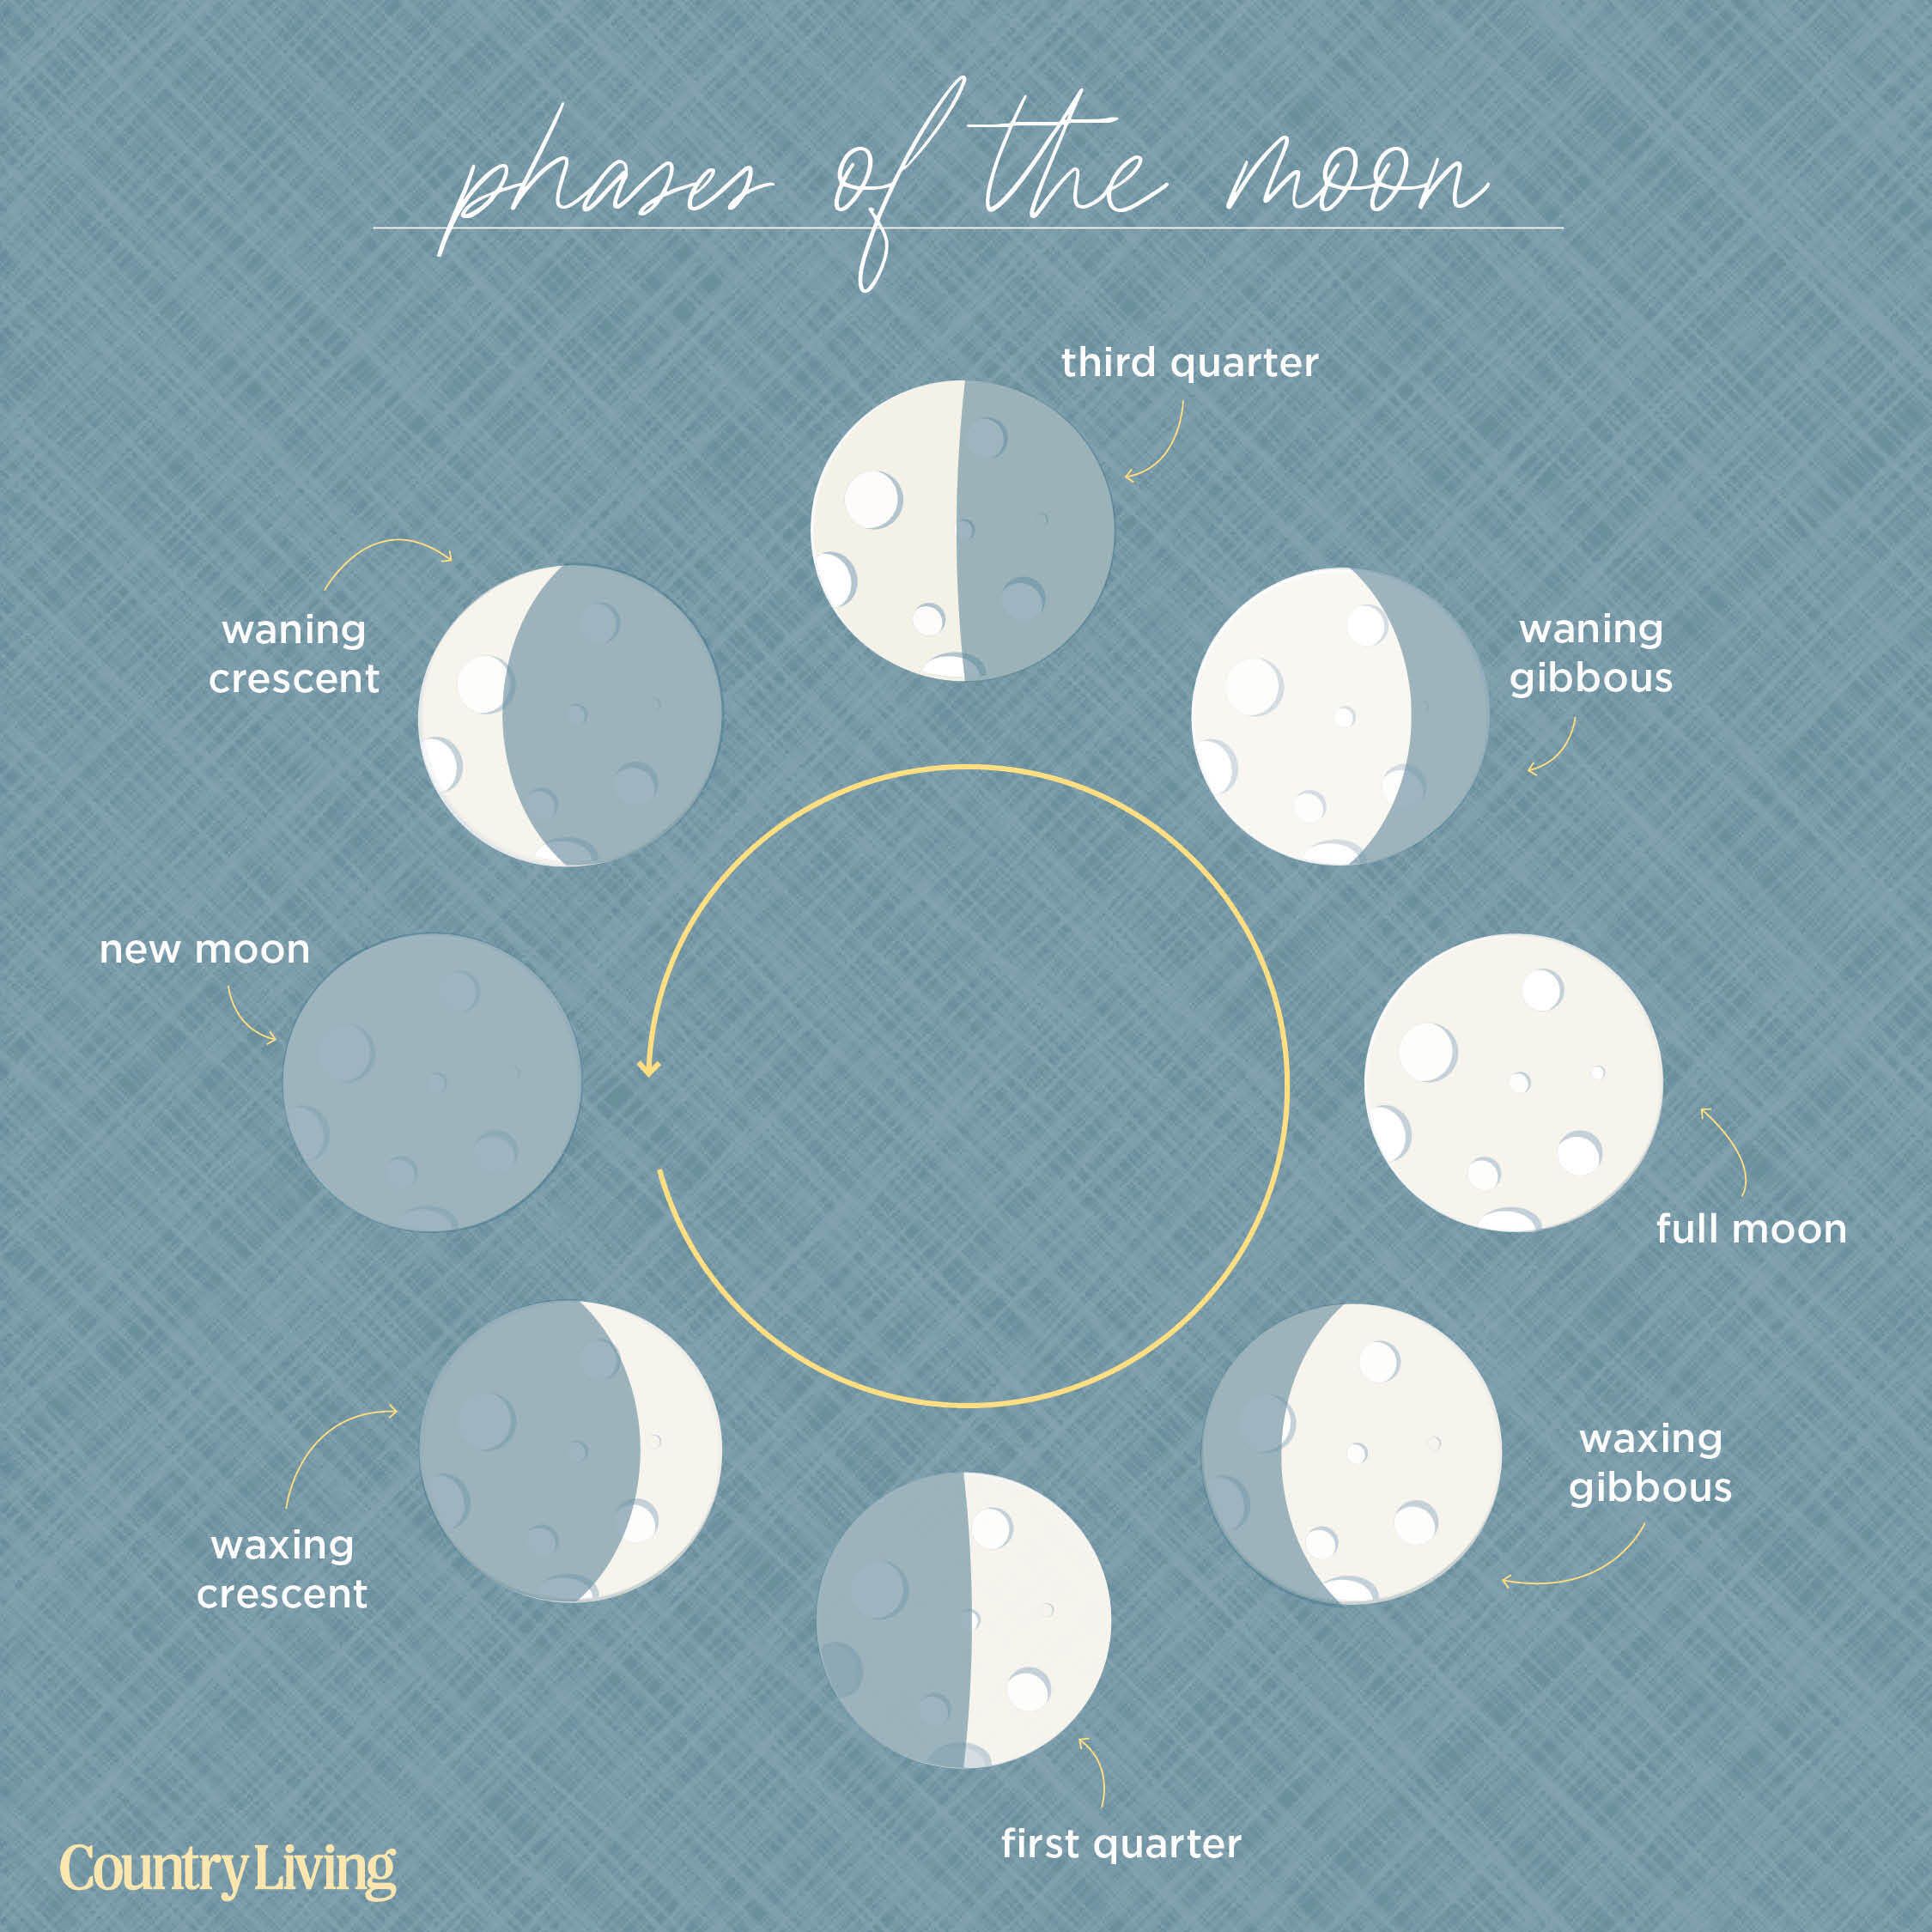 phases of the moon
third quarter
waning
crescent
waning
gibbous
new moon
full moon
waxing
gibbous
waxing
crescent
first quarter
Country Living